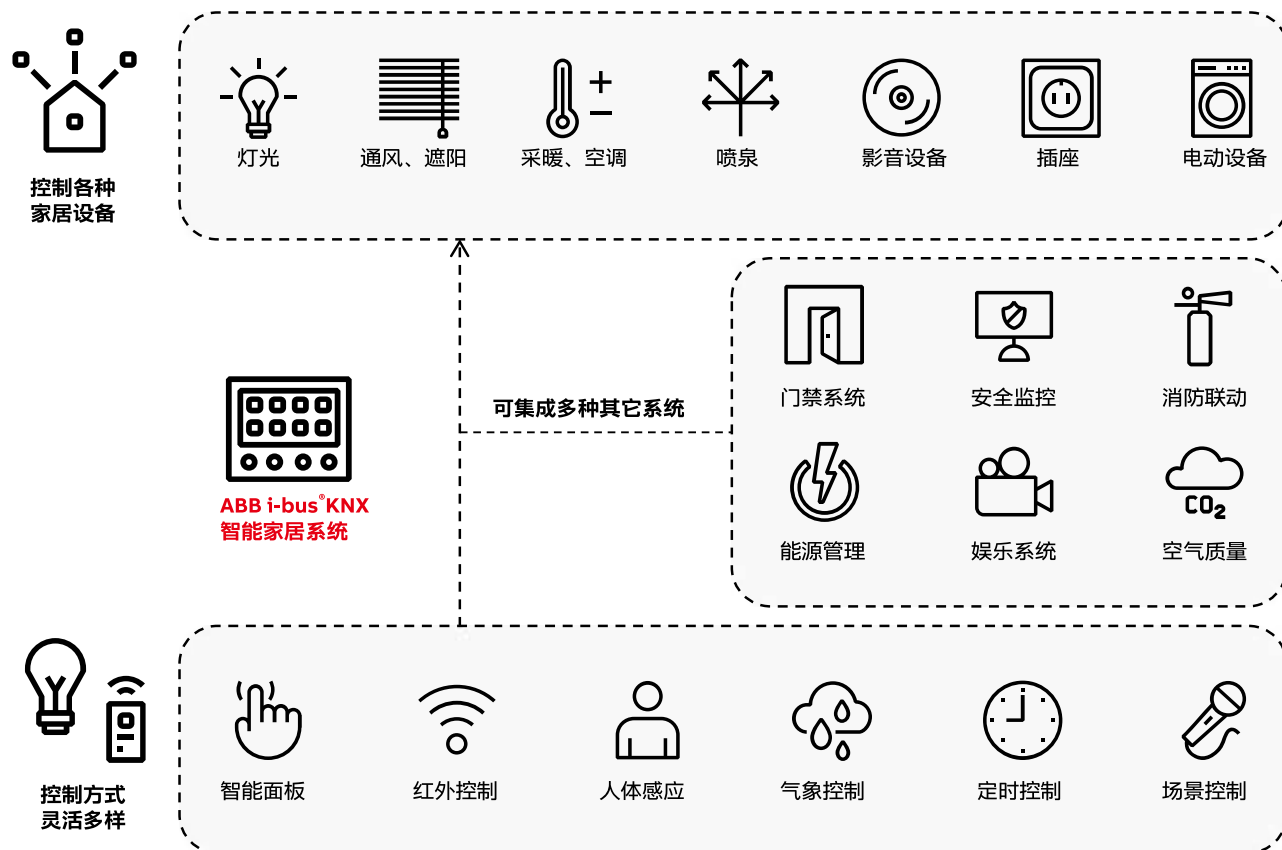 灯光
通风、遮阳
采暖、空调
喷泉
影音设备
插座
电动设备
控制各种
家居设备
门禁系统
安全监控
消防联动
可集成多种其它系统
ABB i-bus®KNX
智能家居系统
CO2
能源管理
娱乐系统
空气质量
智能面板
红外控制
人体感应
气象控制
定时控制
场景控制
控制方式
灵活多样